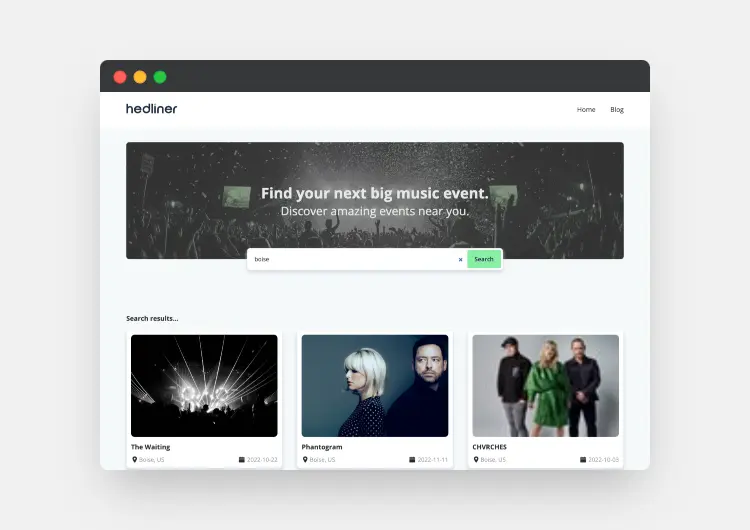 hedliner
Home Blog
Find your next big music event.
Discover amazing events near you.
boise × Search
Search results...
The Waiting
Boise, US 2022-10-22
Phantogram
Boise, US 2022-11-11
CHVRCHES
Boise, US 2022-10-03